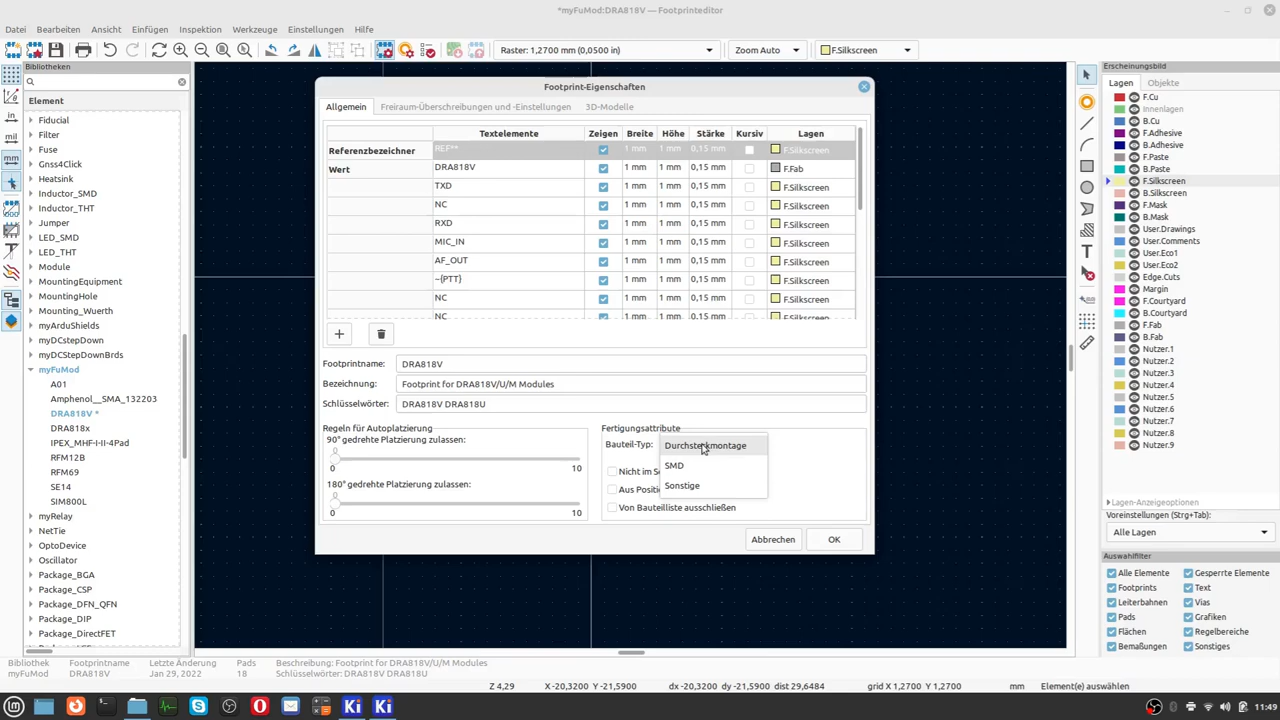 *myFuMod:DRA818V — Footprinteditor
Datei Bearbeiten Ansicht Einfügen Inspektion Werkzeuge Einstellungen Hilfe
Raster: 1,2700 mm (0,0500 in) Zoom Auto F.Silkscreen
Bibliotheken
Element
Fiducial
Filter
Fuse
Gnss4Click
Heatsink
Inductor_SMD
Inductor_THT
Jumper
LED_SMD
LED_THT
Module
MountingEquipment
MountingHole
Mounting_Wuerth
myArduShields
myDCstepDown
myDCStepDownBrds
myFuMod
A01
Amphenol__SMA_132203
DRA818V *
DRA818x
IPEX_MHF-I-II-4Pad
RFM12B
RFM69
SE14
SIM800L
myRelay
NetTie
OptoDevice
Oscillator
Package_BGA
Package_CSP
Package_DFN_QFN
Package_DIP
Package_DirectFET
in
mil
mm
Footprint-Eigenschaften
Allgemein Freiraum-Überschreibungen und -Einstellungen 3D-Modelle
Textelemente Zeigen Breite Höhe Stärke Kursiv Lagen
Referenzbezeichner REF** 1 mm 1 mm 0,15 mm F.Silkscreen
Wert DRA818V 1 mm 1 mm 0,15 mm F.Fab
TXD 1 mm 1 mm 0,15 mm F.Silkscreen
NC 1 mm 1 mm 0,15 mm F.Silkscreen
RXD 1 mm 1 mm 0,15 mm F.Silkscreen
MIC_IN 1 mm 1 mm 0,15 mm F.Silkscreen
AF_OUT 1 mm 1 mm 0,15 mm F.Silkscreen
~{PTT} 1 mm 1 mm 0,15 mm F.Silkscreen
NC 1 mm 1 mm 0,15 mm F.Silkscreen
NC 1 mm 1 mm 0,15 mm F.Silkscreen
Footprintname: DRA818V
Bezeichnung: Footprint for DRA818V/U/M Modules
Schlüsselwörter: DRA818V DRA818U
Regeln für Autoplatzierung
90° gedrehte Platzierung zulassen:
0
0 10
180° gedrehte Platzierung zulassen:
0
0 10
Fertigungsattribute
Bauteil-Typ: Durchsteckmontage
SMD
Sonstige
Nicht im Sc
Aus Positi
Von Bauteilliste ausschließen
Abbrechen OK
Erscheinungsbild
Lagen Objekte
F.Cu
Innenlagen
B.Cu
F.Adhesive
B.Adhesive
F.Paste
B.Paste
F.Silkscreen
B.Silkscreen
F.Mask
B.Mask
User.Drawings
User.Comments
User.Eco1
User.Eco2
Edge.Cuts
Margin
F.Courtyard
B.Courtyard
F.Fab
B.Fab
Nutzer.1
Nutzer.2
Nutzer.3
Nutzer.4
Nutzer.5
Nutzer.6
Nutzer.7
Nutzer.8
Nutzer.9
Lagen-Anzeigeoptionen
Voreinstellungen (Strg+Tab):
Alle Lagen
Auswahlfilter
Alle Elemente Gesperrte Elemente
Footprints Text
Leiterbahnen Vias
Pads Grafiken
Flächen Regelbereiche
Bemaßungen Sonstiges
Bibliothek Footprintname Letzte Änderung Pads Beschreibung: Footprint for DRA818V/U/M Modules
myFuMod DRA818V Jan 29, 2022 18 Schlüsselwörter: DRA818V DRA818U
Z 4,29 X -20,3200 Y -21,5900 dx -20,3200 dy -21,5900 dist 29,6484 grid X 1,2700 Y 1,2700 mm Element(e) auswählen
11:49